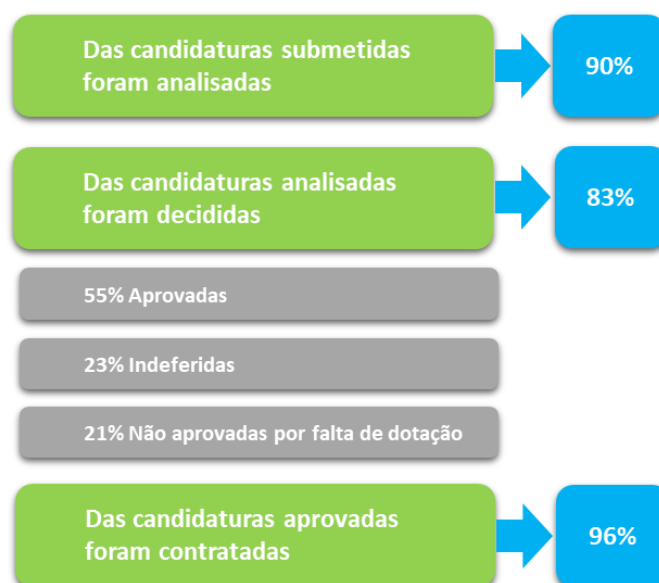 Das candidaturas submetidas
foram analisadas
90%
Das candidaturas analisadas
foram decididas
83%
55% Aprovadas
23% Indeferidas
21% Não aprovadas por falta de dotação
Das candidaturas aprovadas
foram contratadas
96%